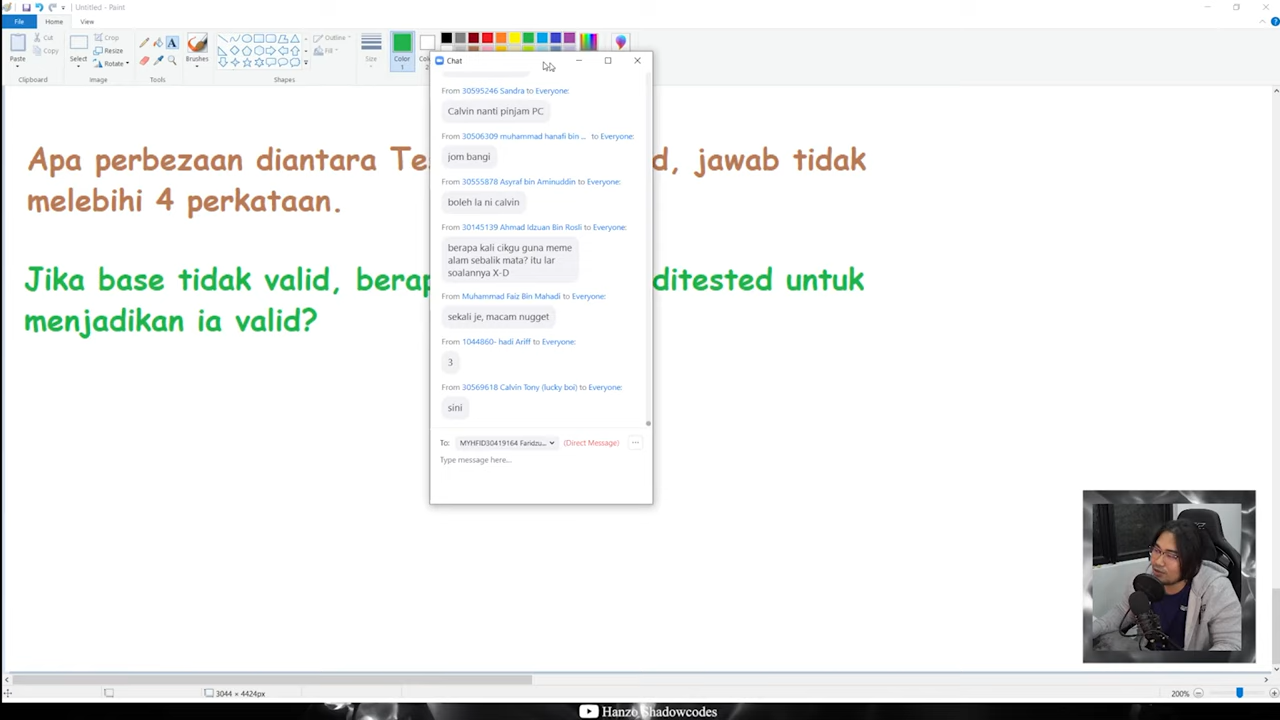 Untitled - Paint
File
Home
View
Paste
Cut
Copy
Clipboard
Select
Crop
Resize
Rotate
Image
Tools
Brushes
Shapes
Outline
Fill
Size
Color
1
Chat
From 30595246 Sandra to Everyone:
Calvin nanti pinjam PC
From 30506309 muhammad hanafi bin ... to Everyone:
jom bangi
From 30555878 Asyraf bin Aminuddin to Everyone:
boleh la ni calvin
From 30145139 Ahmad Idzuan Bin Rosli to Everyone:
berapa kali cikgu guna meme
alam sebalik mata? itu lar
soalannya X-D
From Muhammad Faiz Bin Mahadi to Everyone:
sekali je, macam nugget
From 1044860- hadi Ariff to Everyone:
3
From 30569618 Calvin Tony (lucky boi) to Everyone:
sini
To: MYHFID30419164 Faridzu... (Direct Message) ...
Type message here...
Apa perbezaan diantara d, jawab tidak
melebihi 4 perkataan.
Jika base tidak valid, ditested untuk
menjadikan ia valid?
3044 × 4424px
200%
Hanzo Shadowcodes